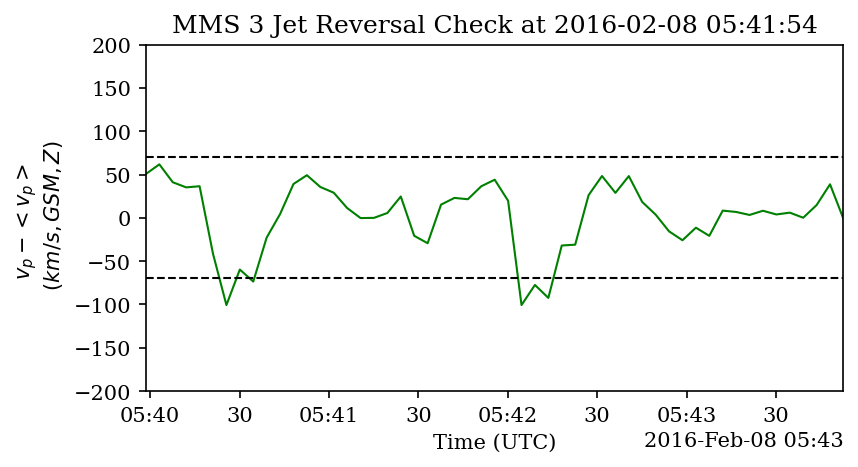 MMS 3 Jet Reversal Check at 2016-02-08 05:41:54
200
150
100
50
0
−50
−100
−150
−200
v_p − < v_p >
(km/s, GSM, Z)
05:40 30 05:41 30 05:42 30 05:43 30
Time (UTC)
2016-Feb-08 05:43